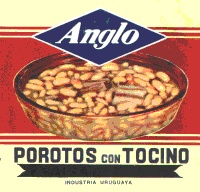 Anglo
POROTOS CON TOCINO
INDUSTRIA URUGUAYA